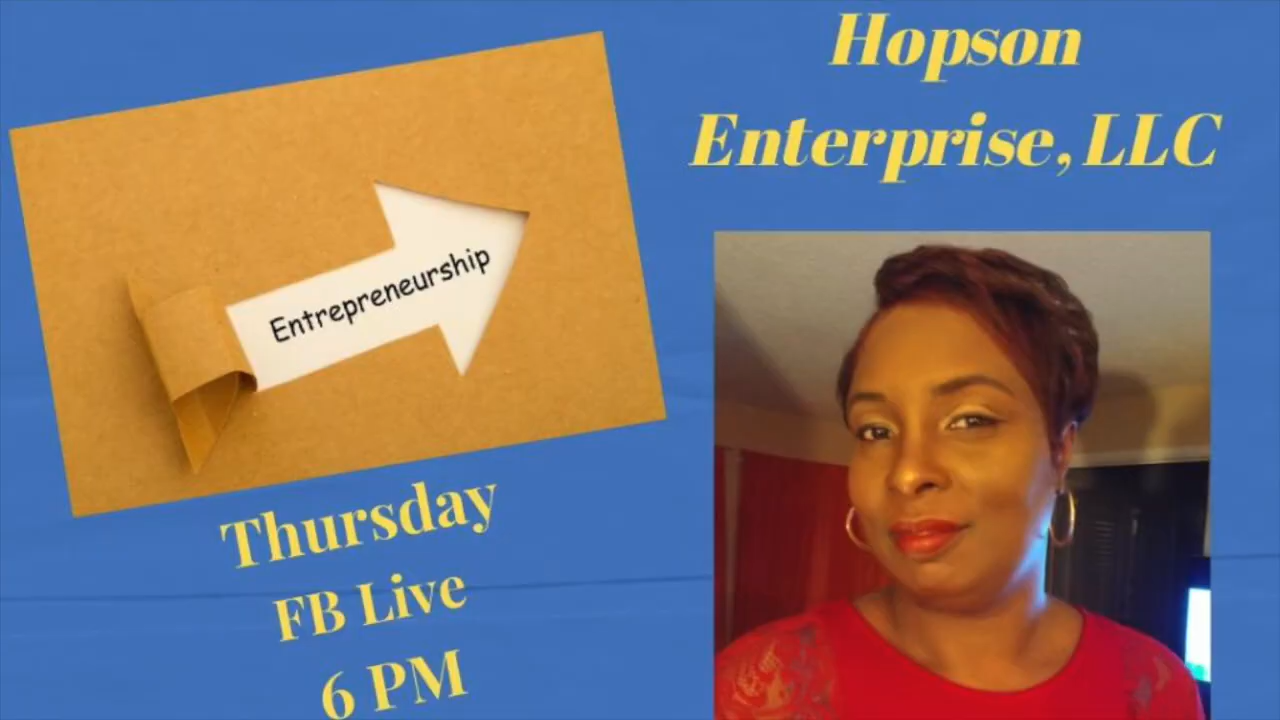 Hopson
Enterprise, LLC
Entrepreneurship
Thursday
FB Live
6 PM